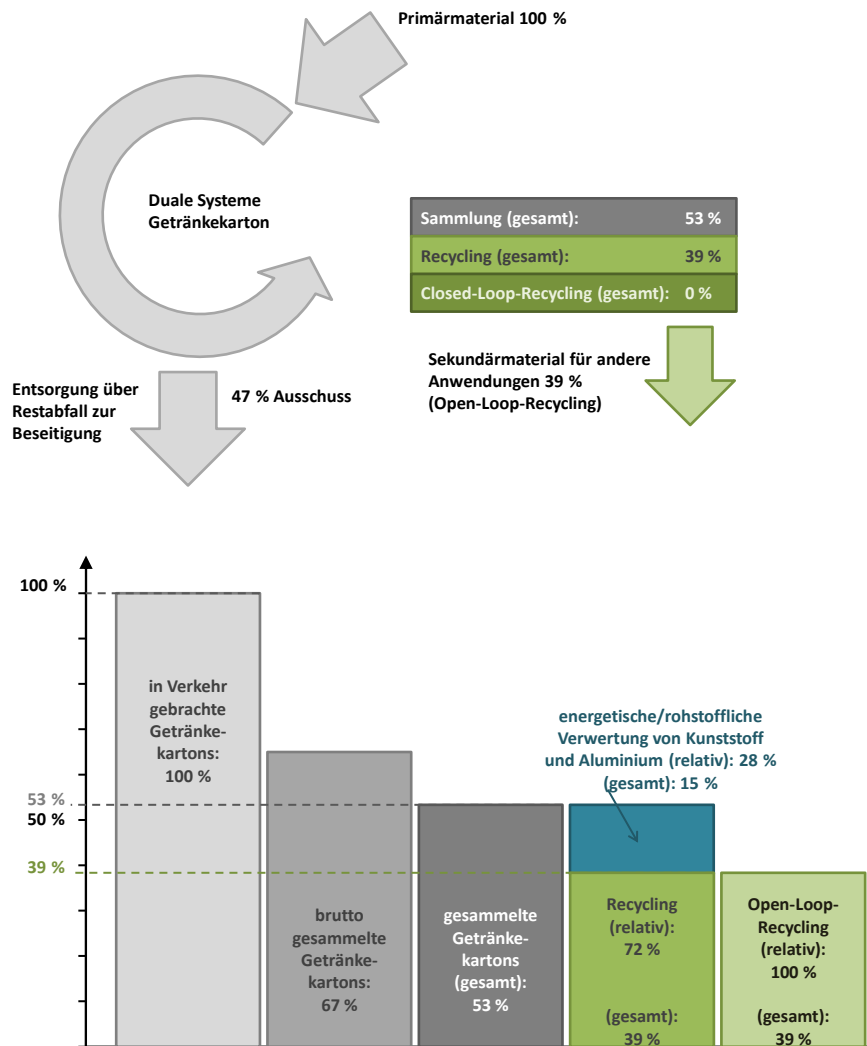 Primärmaterial 100 %
Duale Systeme
Getränkekarton
Sammlung (gesamt): 53 %
Recycling (gesamt): 39 %
Closed-Loop-Recycling (gesamt): 0 %
Entsorgung über
Restabfall zur
Beseitigung
47 % Ausschuss
Sekundärmaterial für andere
Anwendungen 39 %
(Open-Loop-Recycling)
100 %
53 %
50 %
39 %
in Verkehr
gebrachte
Getränke-
kartons:
100 %
brutto
gesammelte
Getränke-
kartons:
67 %
gesammelte
Getränke-
kartons
(gesamt):
53 %
energetische/rohstoffliche
Verwertung von Kunststoff
und Aluminium (relativ): 28 %
(gesamt): 15 %
Recycling
(relativ):
72 %
(gesamt):
39 %
Open-Loop-
Recycling
(relativ):
100 %
(gesamt):
39 %